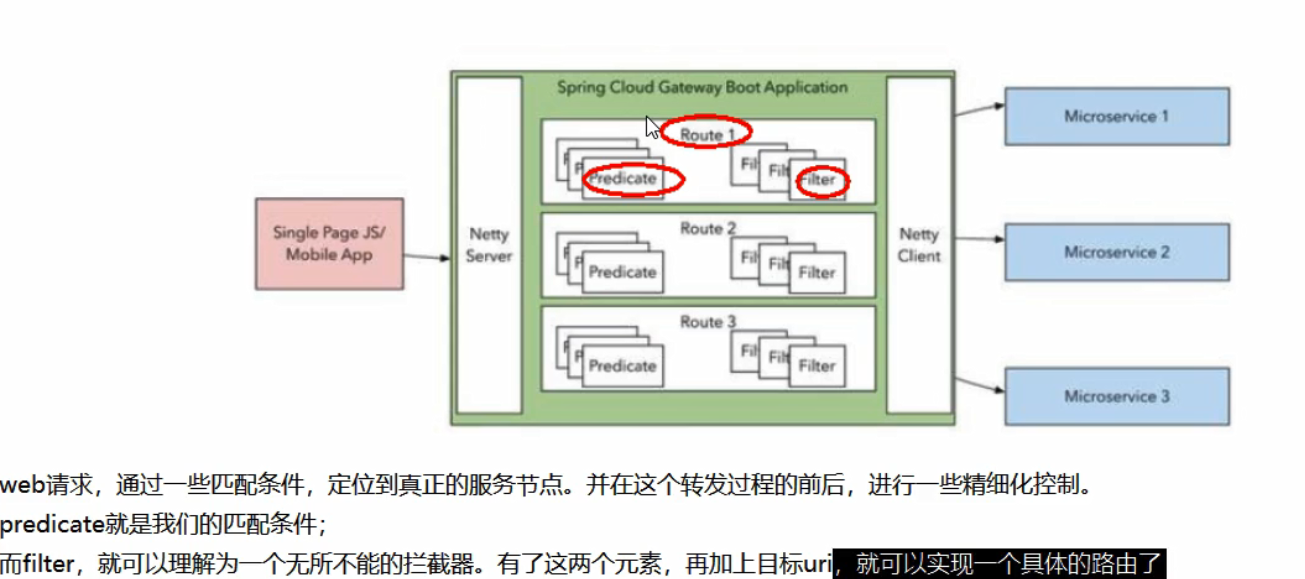 Spring Cloud Gateway Boot Application
Route 1
Predicate
Fil
Fil
Filter
Microservice 1
Single Page JS/
Mobile App
Netty
Server
Route 2
Predicate
Fil
Fil
Filter
Netty
Client
Microservice 2
Route 3
Predicate
Fil
Fil
Filter
Microservice 3
web请求，通过一些匹配条件，定位到真正的服务节点。并在这个转发过程的前后，进行一些精细化控制。
predicate就是我们的匹配条件；
而filter，就可以理解为一个无所不能的拦截器。有了这两个元素，再加上目标uri，就可以实现一个具体的路由了